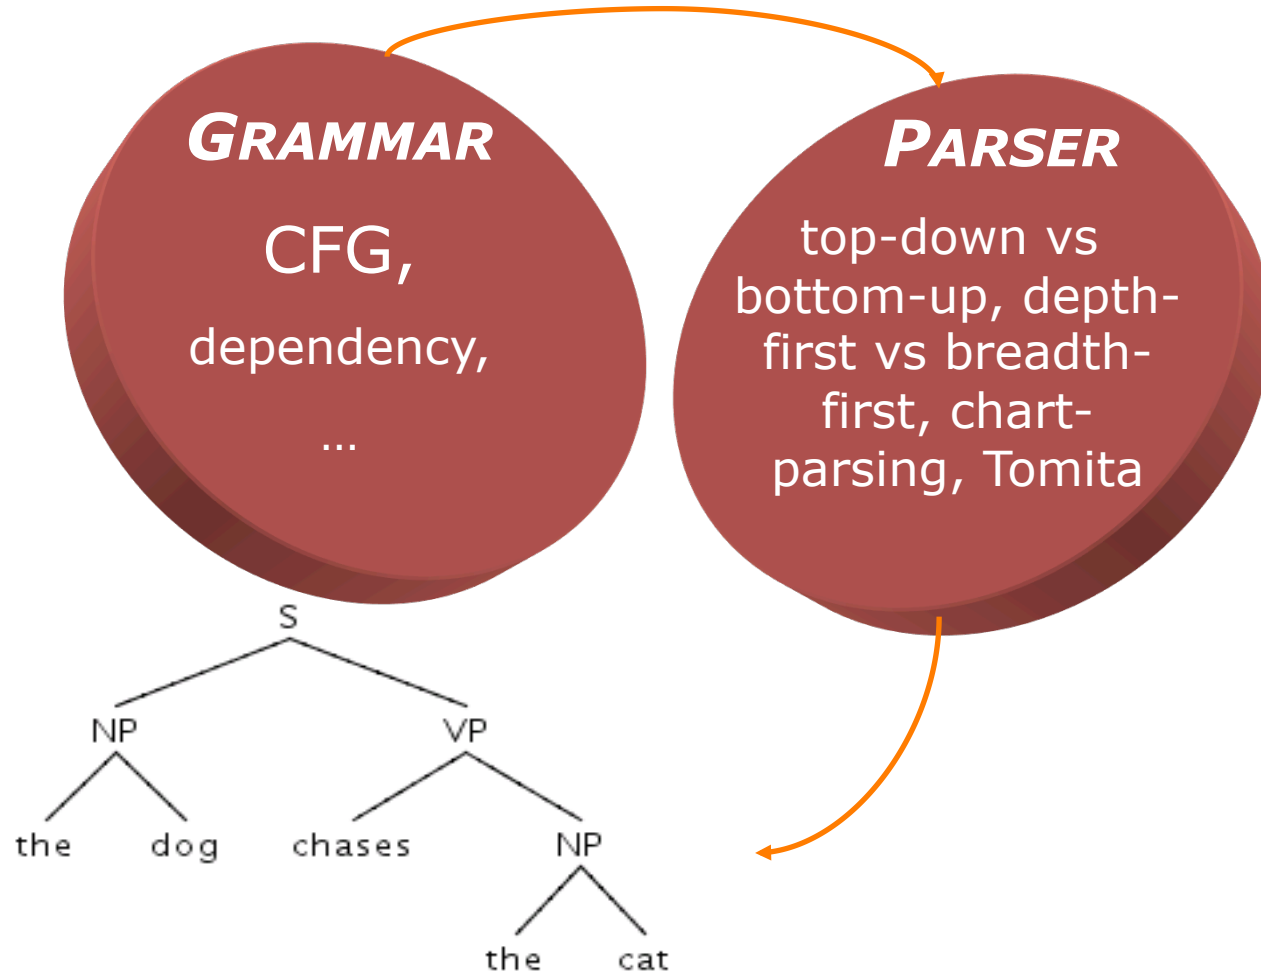 GRAMMAR
CFG,
dependency,
…
PARSER
top-down vs
bottom-up, depth-
first vs breadth-
first, chart-
parsing, Tomita
S
NP VP
the dog chases NP
the cat